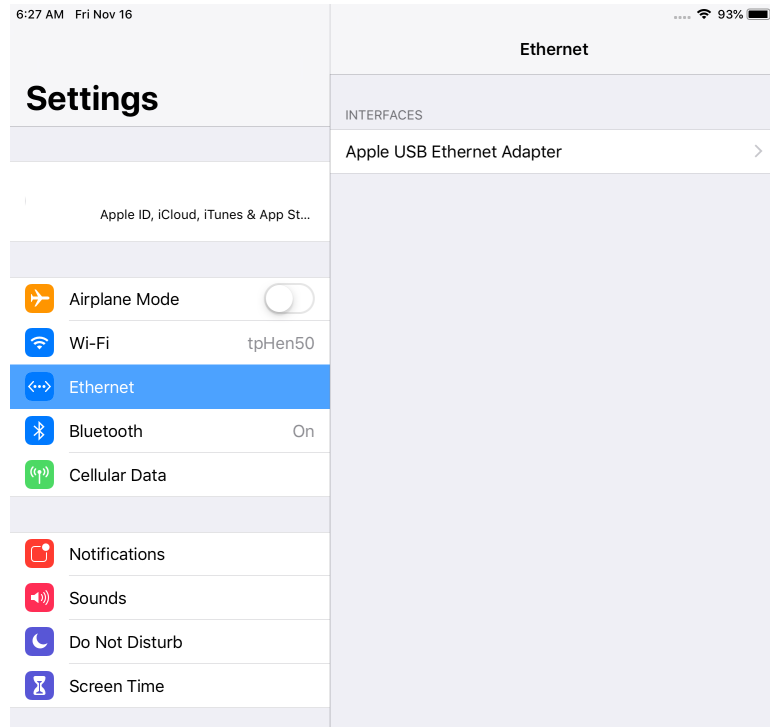 6:27 AM Fri Nov 16
93%
Ethernet
Settings
INTERFACES
Apple USB Ethernet Adapter
Apple ID, iCloud, iTunes & App St...
Airplane Mode
Wi-Fi tpHen50
Ethernet
Bluetooth On
Cellular Data
Notifications
Sounds
Do Not Disturb
Screen Time